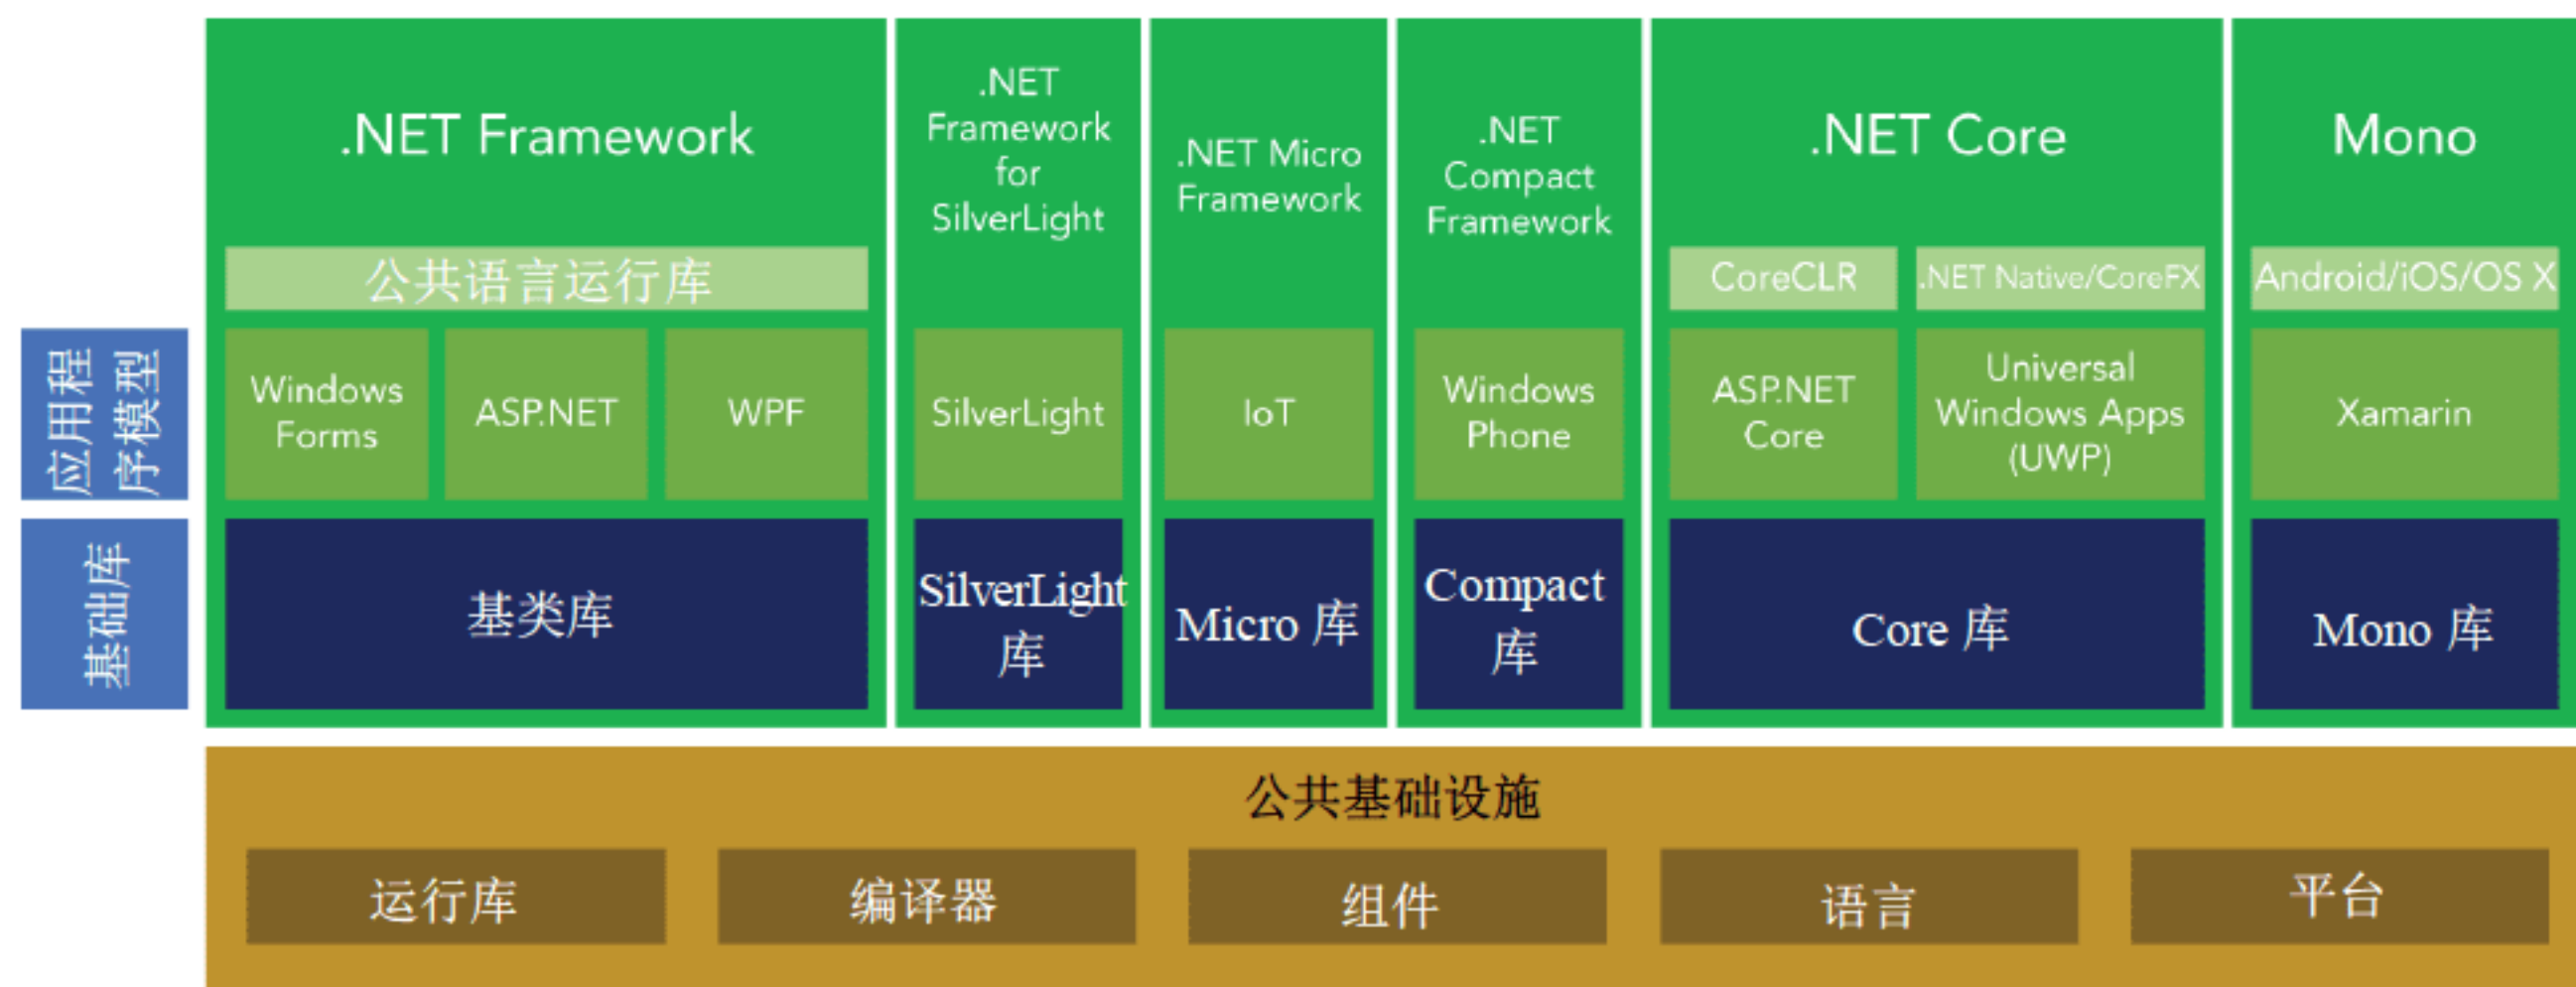 .NET Framework
.NET
Framework
for
SilverLight
.NET Micro
Framework
.NET
Compact
Framework
.NET Core
Mono
公共语言运行库
CoreCLR
.NET Native/CoreFX
Android/iOS/OS X
应用程
序模型
Windows
Forms
ASP.NET
WPF
SilverLight
IoT
Windows
Phone
ASP.NET
Core
Universal
Windows Apps
(UWP)
Xamarin
基础库
基类库
SilverLight
库
Micro 库
Compact
库
Core 库
Mono 库
公共基础设施
运行库
编译器
组件
语言
平台